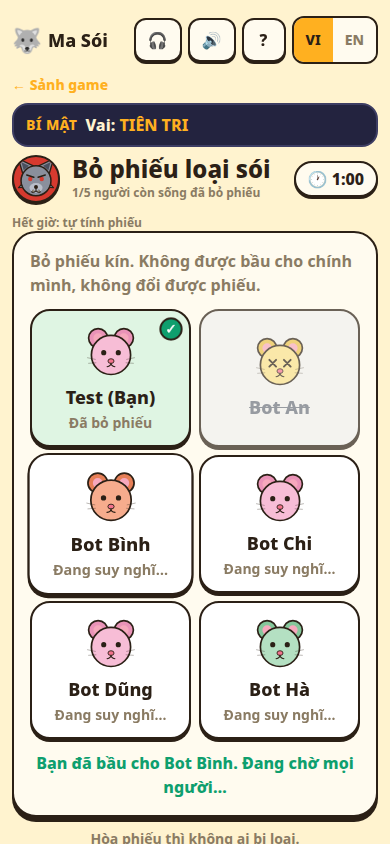 Ma Sói
?
VI
EN
← Sảnh game
BÍ MẬT Vai: TIÊN TRI
Bỏ phiếu loại sói
1/5 người còn sống đã bỏ phiếu
1:00
Hết giờ: tự tính phiếu
Bỏ phiếu kín. Không được bầu cho chính
mình, không đổi được phiếu.
Test (Bạn)
Đã bỏ phiếu
Bot An
Bot Bình
Đang suy nghĩ...
Bot Chi
Đang suy nghĩ...
Bot Dũng
Đang suy nghĩ...
Bot Hà
Đang suy nghĩ...
Bạn đã bầu cho Bot Bình. Đang chờ mọi
người...
Hòa phiếu thì không ai bị loại.